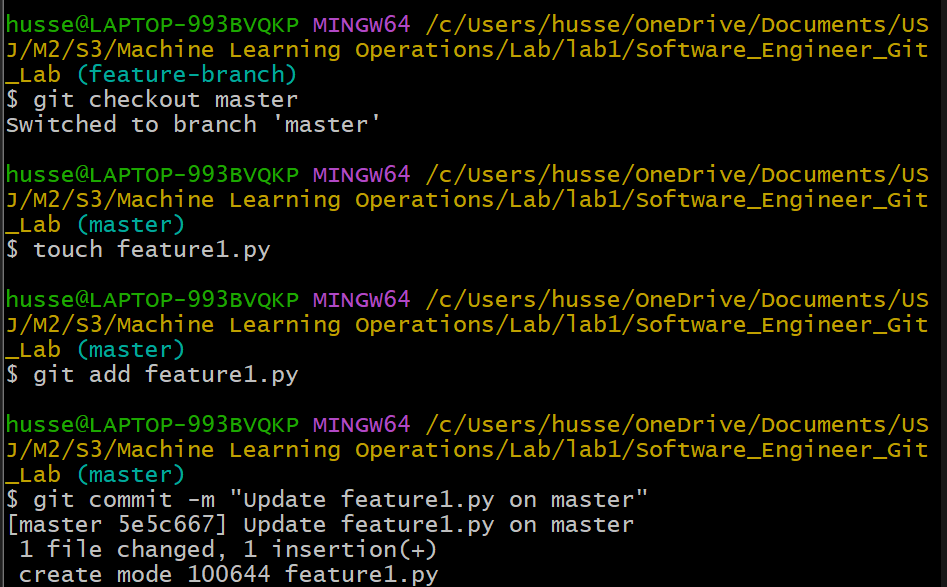 husse@LAPTOP-993BVQKP MINGW64 /c/Users/husse/OneDrive/Documents/US
J/M2/S3/Machine Learning Operations/Lab/lab1/Software_Engineer_Git
_Lab (feature-branch)
$ git checkout master
Switched to branch 'master'
husse@LAPTOP-993BVQKP MINGW64 /c/Users/husse/OneDrive/Documents/US
J/M2/S3/Machine Learning Operations/Lab/lab1/Software_Engineer_Git
_Lab (master)
$ touch feature1.py
husse@LAPTOP-993BVQKP MINGW64 /c/Users/husse/OneDrive/Documents/US
J/M2/S3/Machine Learning Operations/Lab/lab1/Software_Engineer_Git
_Lab (master)
$ git add feature1.py
husse@LAPTOP-993BVQKP MINGW64 /c/Users/husse/OneDrive/Documents/US
J/M2/S3/Machine Learning Operations/Lab/lab1/Software_Engineer_Git
_Lab (master)
$ git commit -m "Update feature1.py on master"
[master 5e5c667] Update feature1.py on master
 1 file changed, 1 insertion(+)
 create mode 100644 feature1.py